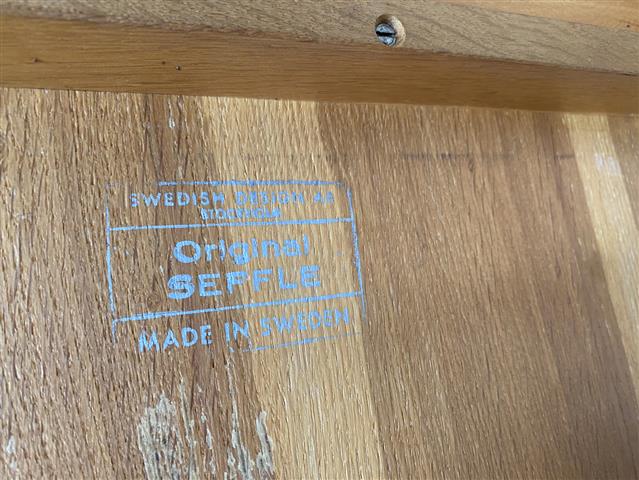 SWEDISH DESIGN AB
STOCKHOLM
Original
SEFFLE
MADE IN SWEDEN